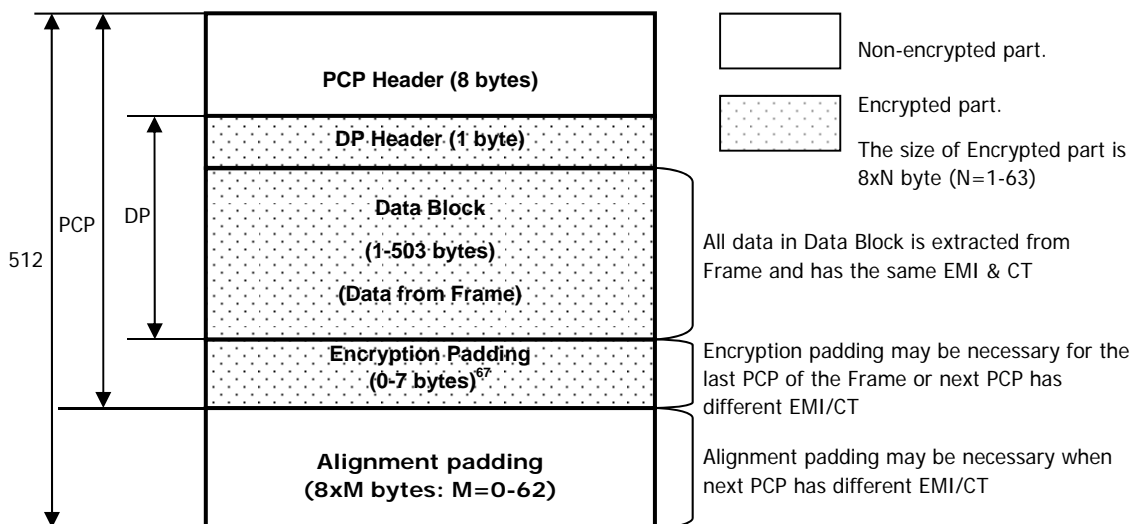 PCP Header (8 bytes)
DP Header (1 byte)
Data Block
(1-503 bytes)
(Data from Frame)
Encryption Padding
(0-7 bytes)67
Alignment padding
(8xM bytes: M=0-62)
512
PCP
DP
Non-encrypted part.
Encrypted part.
The size of Encrypted part is
8xN byte (N=1-63)
All data in Data Block is extracted from
Frame and has the same EMI & CT
Encryption padding may be necessary for the
last PCP of the Frame or next PCP has
different EMI/CT
Alignment padding may be necessary when
next PCP has different EMI/CT